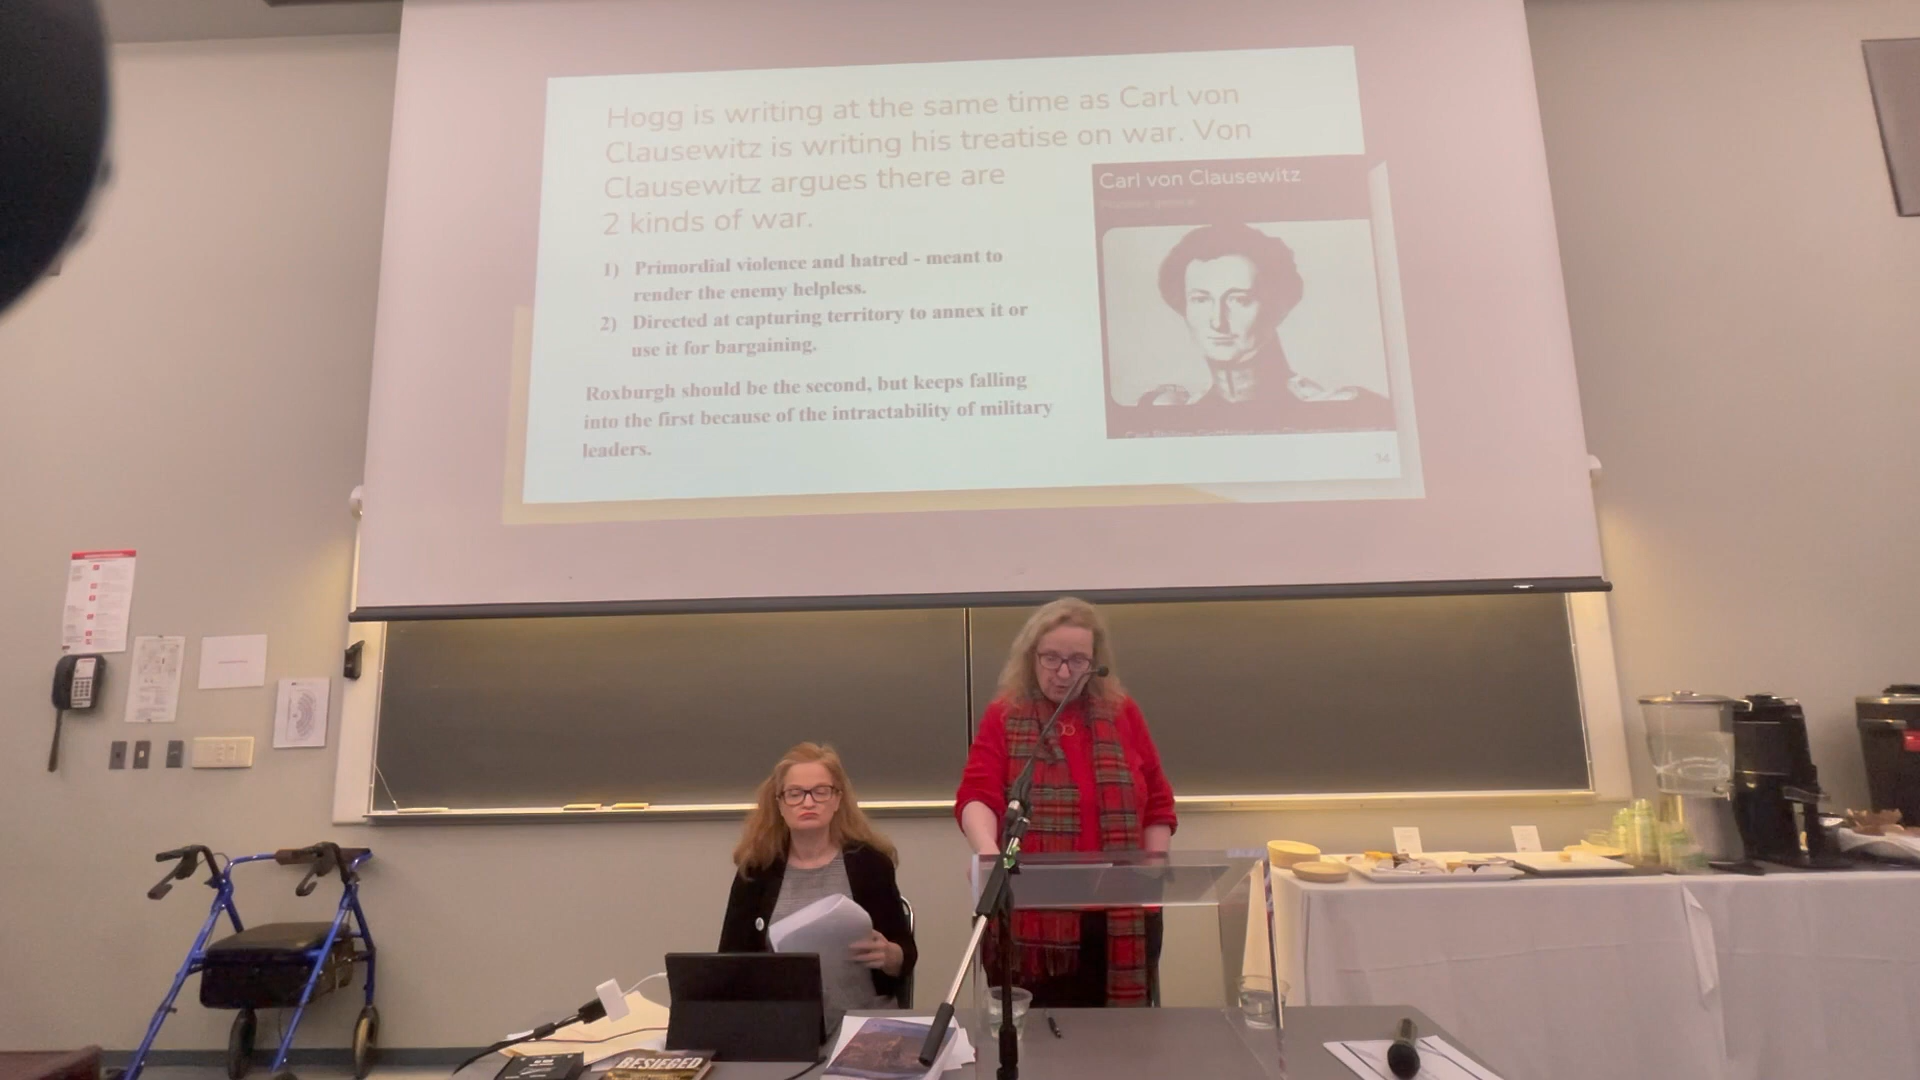 Hogg is writing at the same time as Carl von
Clausewitz is writing his treatise on war. Von
Clausewitz argues there are
2 kinds of war.
Carl von Clausewitz
1) Primordial violence and hatred - meant to
render the enemy helpless.
2) Directed at capturing territory to annex it or
use it for bargaining.
Roxburgh should be the second, but keeps falling
into the first because of the intractability of military
leaders.
14
BESIEGED